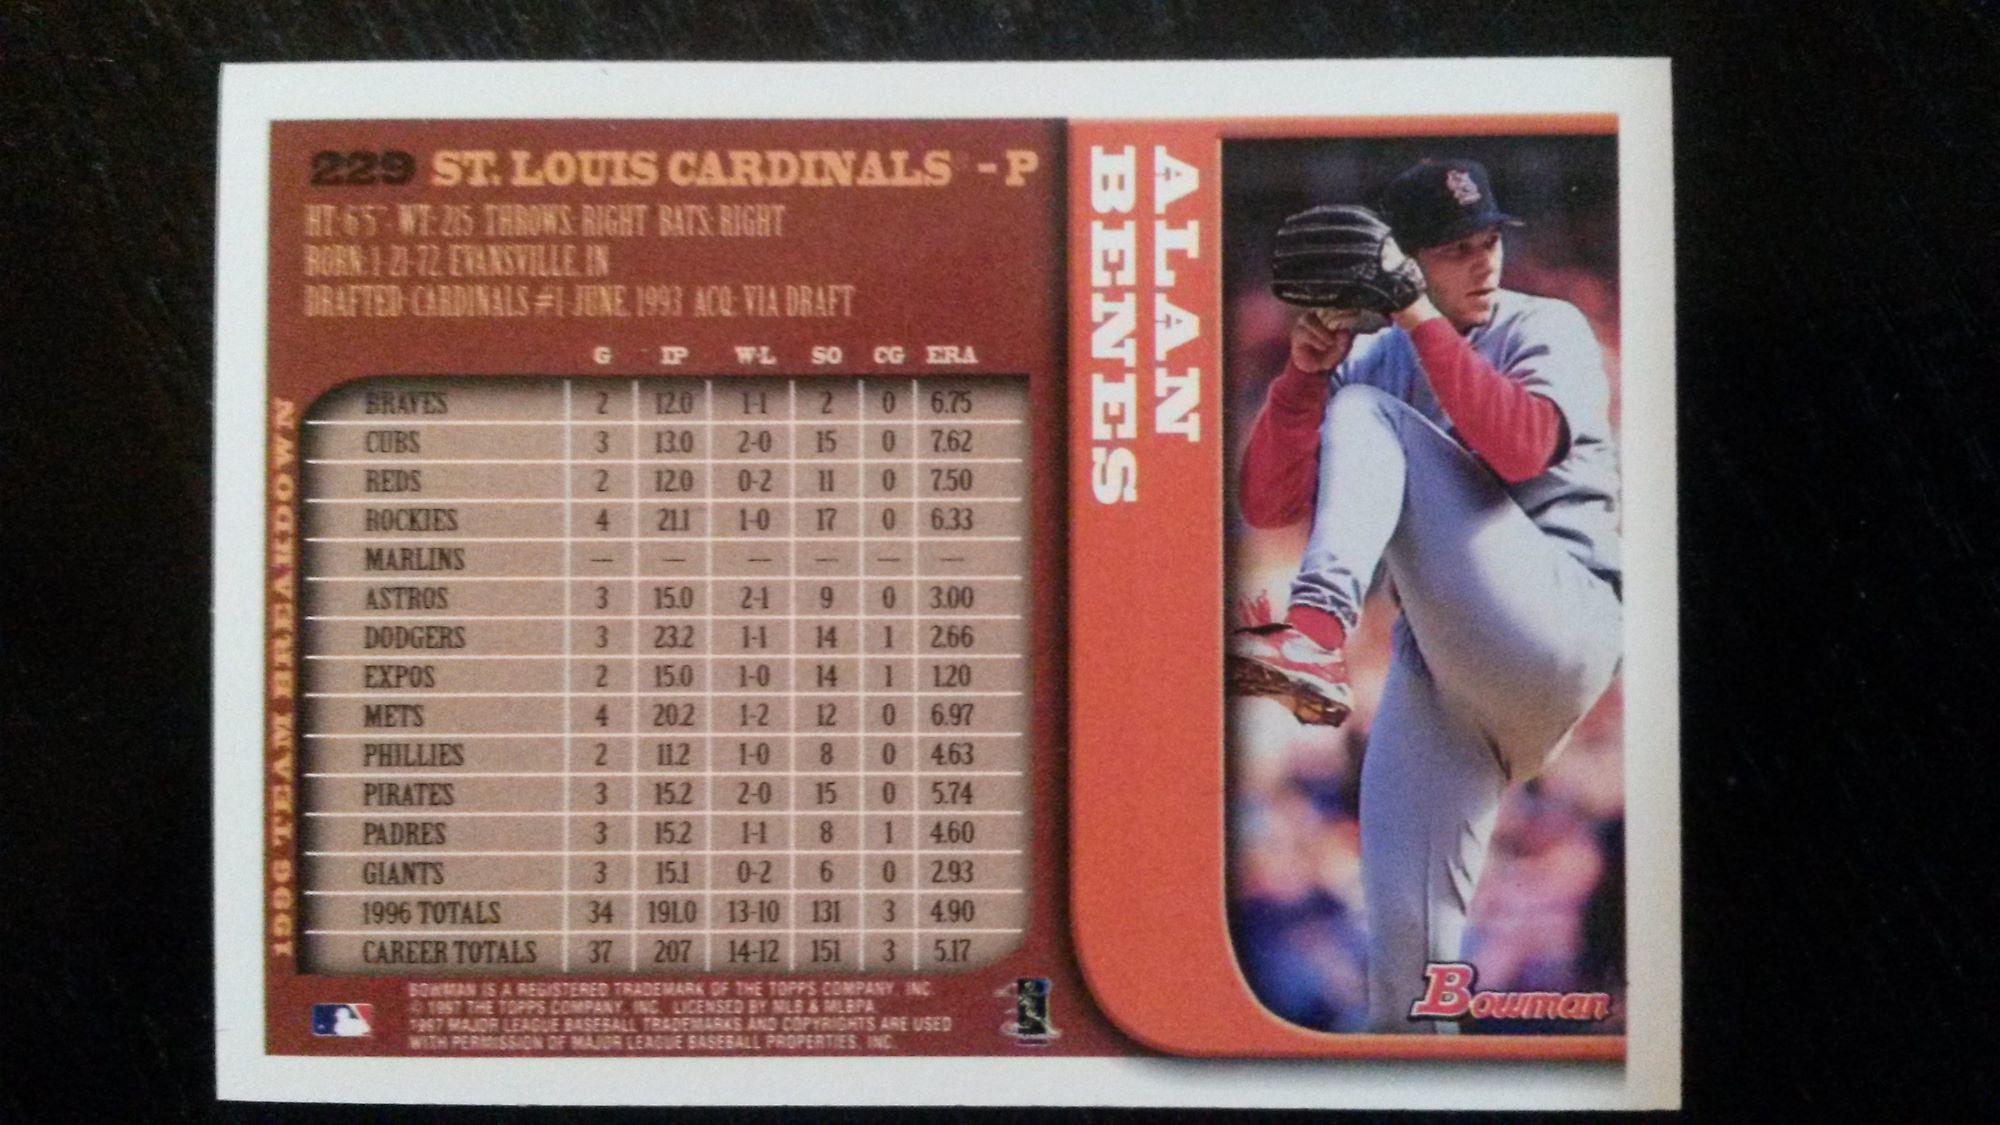 229 ST. LOUIS CARDINALS - P
HT: 6'5" WT: 215 THROWS: RIGHT BATS: RIGHT
BORN: 1-21-72, EVANSVILLE, IN
DRAFTED: CARDINALS #1-JUNE, 1993 ACQ: VIA DRAFT
G IP W-L SO CG ERA
BRAVES 2 12.0 1-1 2 0 6.75
CUBS 3 13.0 2-0 15 0 7.62
REDS 2 12.0 0-2 11 0 7.50
ROCKIES 4 21.1 1-0 17 0 6.33
MARLINS — — — — — —
ASTROS 3 15.0 2-1 9 0 3.00
DODGERS 3 23.2 1-1 14 1 2.66
EXPOS 2 15.0 1-0 14 1 1.20
METS 4 20.2 1-2 12 0 6.97
PHILLIES 2 11.2 1-0 8 0 4.63
PIRATES 3 15.2 2-0 15 0 5.74
PADRES 3 15.2 1-1 8 1 4.60
GIANTS 3 15.1 0-2 6 0 2.93
1996 TOTALS 34 191.0 13-10 131 3 4.90
CAREER TOTALS 37 207 14-12 151 3 5.17
1996 TEAM BREAKDOWN
BOWMAN IS A REGISTERED TRADEMARK OF THE TOPPS COMPANY, INC.
© 1997 THE TOPPS COMPANY, INC. LICENSED BY MLB & MLBPA
1997 MAJOR LEAGUE BASEBALL TRADEMARKS AND COPYRIGHTS ARE USED
WITH PERMISSION OF MAJOR LEAGUE BASEBALL PROPERTIES, INC.
ALAN
BENES
Bowman